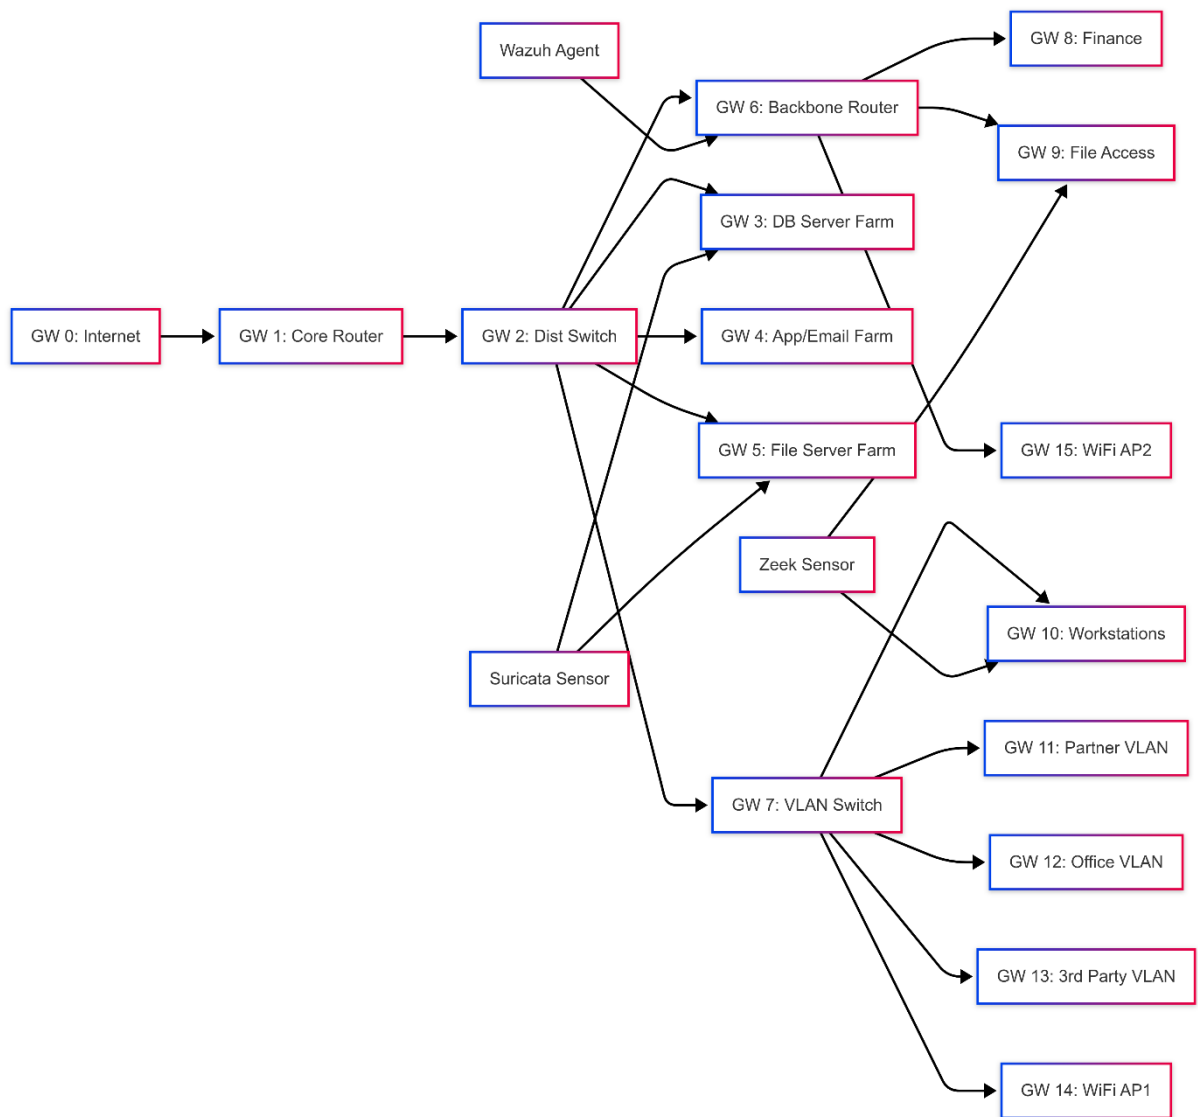 GW 8: Finance
Wazuh Agent
GW 6: Backbone Router
GW 9: File Access
GW 3: DB Server Farm
GW 0: Internet
GW 1: Core Router
GW 2: Dist Switch
GW 4: App/Email Farm
GW 5: File Server Farm
GW 15: WiFi AP2
Zeek Sensor
GW 10: Workstations
Suricata Sensor
GW 11: Partner VLAN
GW 7: VLAN Switch
GW 12: Office VLAN
GW 13: 3rd Party VLAN
GW 14: WiFi AP1